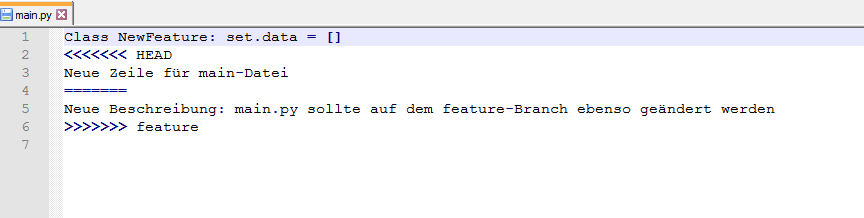 main.py
1 Class NewFeature: set.data = []
2 <<<<<<< HEAD
3 Neue Zeile für main-Datei
4 =======
5 Neue Beschreibung: main.py sollte auf dem feature-Branch ebenso geändert werden
6 >>>>>>> feature
7